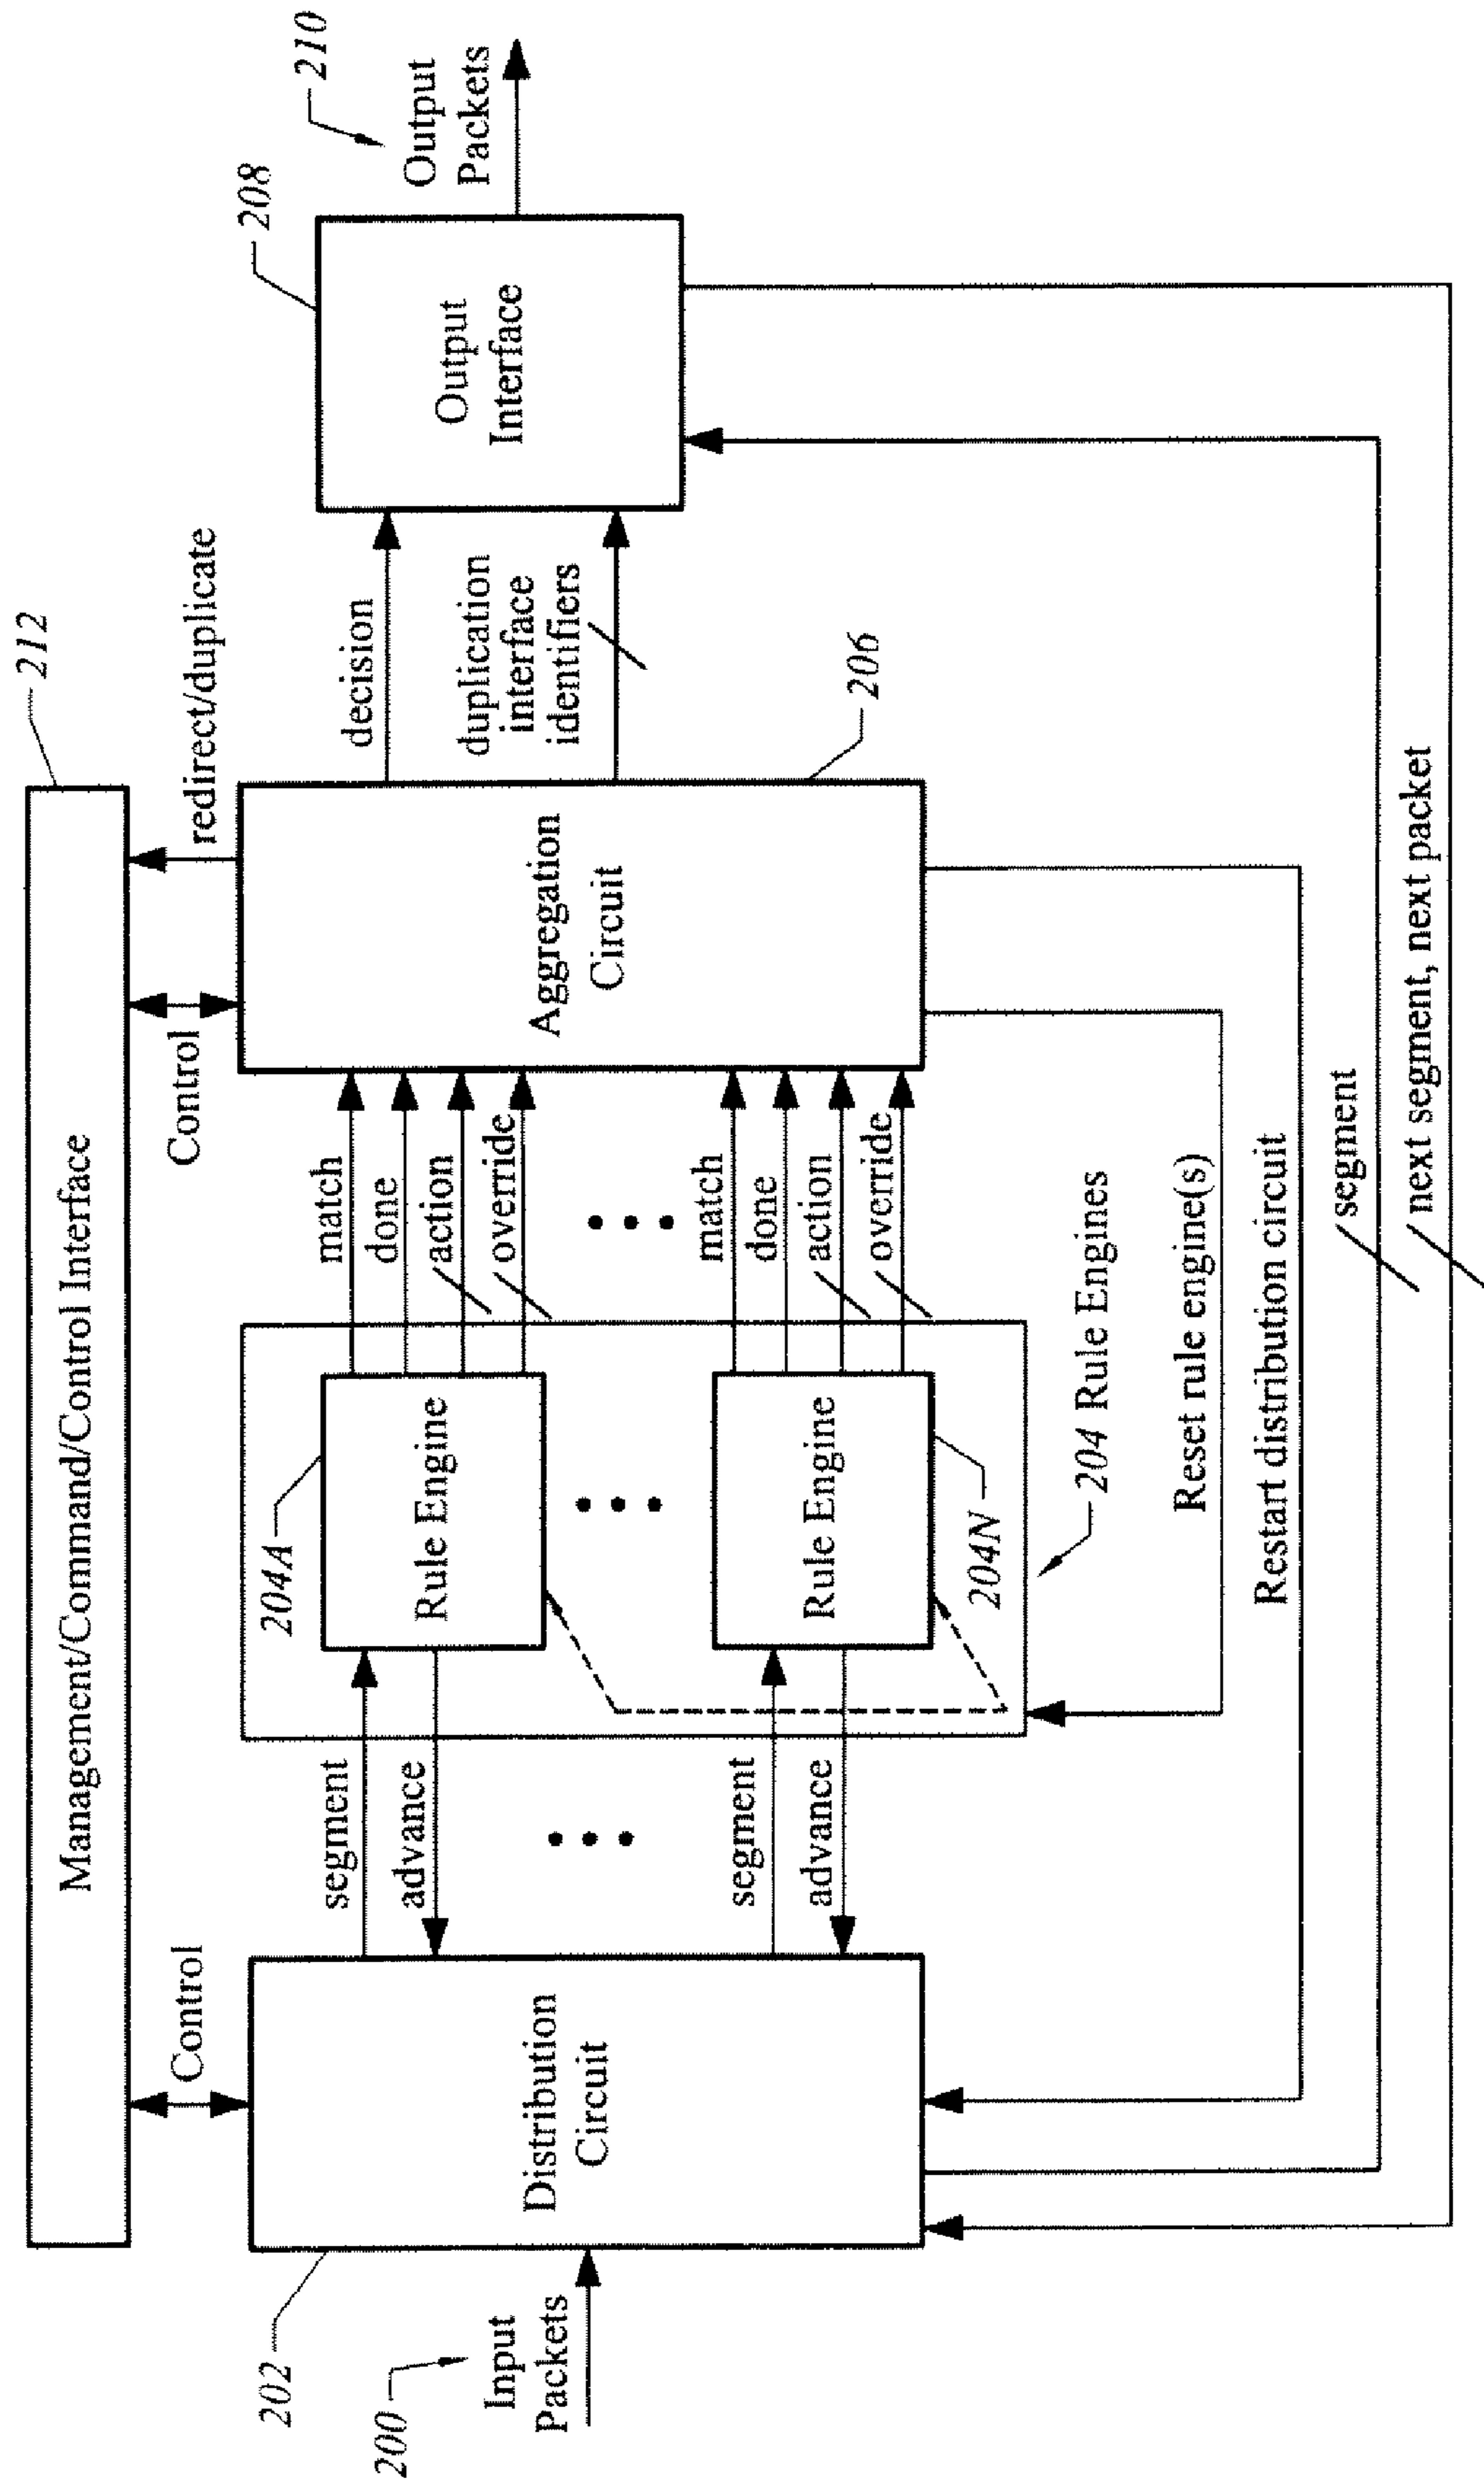 212
Management/Command/Control Interface
Control
Control
redirect/duplicate
200
Input
Packets
202
Distribution
Circuit
segment
advance
segment
advance
204A
Rule Engine
Rule Engine
204N
204 Rule Engines
match
done
action
override
match
done
action
override
Aggregation
Circuit
206
decision
duplication
interface
identifiers
208
Output
Interface
210
Output
Packets
Reset rule engine(s)
Restart distribution circuit
segment
next segment, next packet